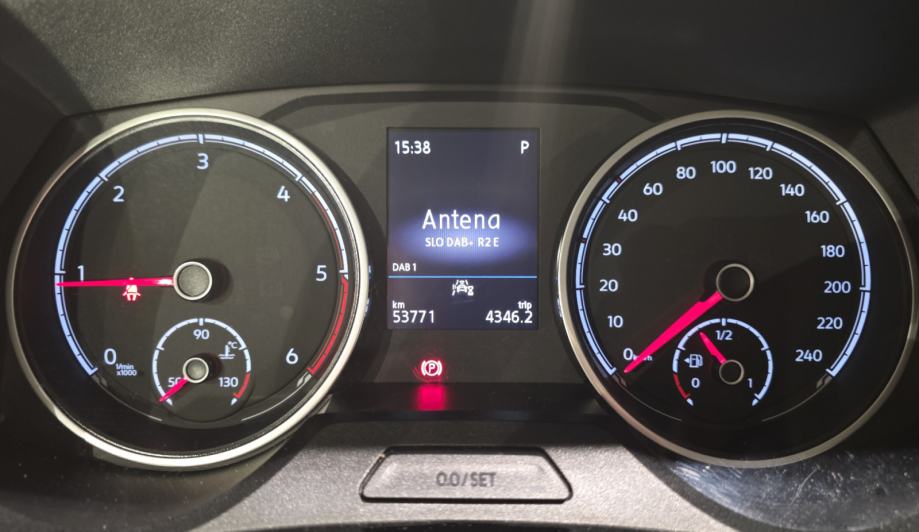 3
2
4
1
5
0
6
1/min
x1000
90
°C
50
130
15:38 P
Antena
SLO DAB+ R2 E
DAB 1
km trip
53771 4346.2
P
0.0/SET
100
80
120
60
140
40
160
30
180
20
200
10
220
0 km/h
240
1/2
0
1